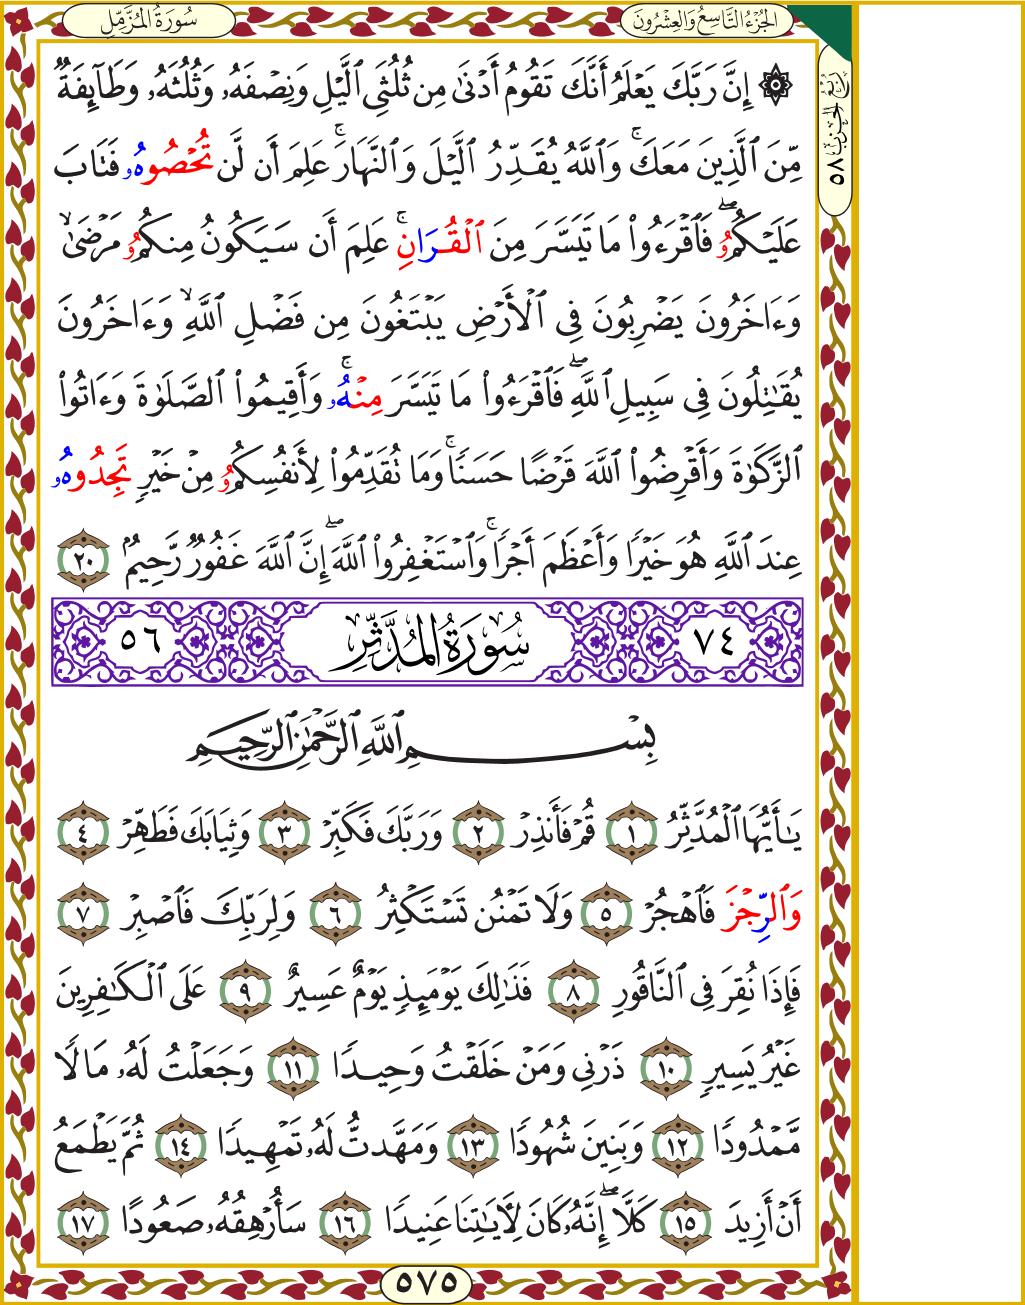 سُورَةُ المُزَّمِّل
الجُزْءُ التَّاسِعُ وَالعِشْرُونَ
رُبْعُ الحِزْبِ ٥٨
۞ إِنَّ رَبَّكَ يَعْلَمُ أَنَّكَ تَقُومُ أَدْنَىٰ مِن ثُلُثَىِ ٱلَّيْلِ وَنِصْفَهُۥ وَثُلُثَهُۥ وَطَآئِفَةٌ
مِّنَ ٱلَّذِينَ مَعَكَۚ وَٱللَّهُ يُقَدِّرُ ٱلَّيْلَ وَٱلنَّهَارَۚ عَلِمَ أَن لَّن تُحْصُوهُۥ فَتَابَ
عَلَيْكُمُۥۖ فَٱقْرَءُوا۟ مَا تَيَسَّرَ مِنَ ٱلْقُرَانِۚ عَلِمَ أَن سَيَكُونُ مِنكُمُۥ مَرْضَىٰۙ
وَءَاخَرُونَ يَضْرِبُونَ فِى ٱلْأَرْضِ يَبْتَغُونَ مِن فَضْلِ ٱللَّهِۙ وَءَاخَرُونَ
يُقَٰتِلُونَ فِى سَبِيلِ ٱللَّهِۖ فَٱقْرَءُوا۟ مَا تَيَسَّرَ مِنْهُۥۚ وَأَقِيمُوا۟ ٱلصَّلَوٰةَ وَءَاتُوا۟
ٱلزَّكَوٰةَ وَأَقْرِضُوا۟ ٱللَّهَ قَرْضًا حَسَنًاۚ وَمَا تُقَدِّمُوا۟ لِأَنفُسِكُمُۥ مِنْ خَيْرٍ تَجِدُوهُۥ
عِندَ ٱللَّهِ هُوَ خَيْرًا وَأَعْظَمَ أَجْرًاۚ وَٱسْتَغْفِرُوا۟ ٱللَّهَۖ إِنَّ ٱللَّهَ غَفُورٌ رَّحِيمٌۢ ٢٠
٧٤ سُورَةُ المُدَّثِّر ٥٦
بِسْمِ ٱللَّهِ ٱلرَّحْمَٰنِ ٱلرَّحِيمِ
يَٰٓأَيُّهَا ٱلْمُدَّثِّرُ ١ قُمْ فَأَنذِرْ ٢ وَرَبَّكَ فَكَبِّرْ ٣ وَثِيَابَكَ فَطَهِّرْ ٤
وَٱلرِّجْزَ فَٱهْجُرْ ٥ وَلَا تَمْنُن تَسْتَكْثِرُ ٦ وَلِرَبِّكَ فَٱصْبِرْ ٧
فَإِذَا نُقِرَ فِى ٱلنَّاقُورِ ٨ فَذَٰلِكَ يَوْمَئِذٍ يَوْمٌ عَسِيرٌ ٩ عَلَى ٱلْكَٰفِرِينَ
غَيْرُ يَسِيرٍ ١٠ ذَرْنِى وَمَنْ خَلَقْتُ وَحِيدًا ١١ وَجَعَلْتُ لَهُۥ مَالًا
مَّمْدُودًا ١٢ وَبَنِينَ شُهُودًا ١٣ وَمَهَّدتُّ لَهُۥ تَمْهِيدًا ١٤ ثُمَّ يَطْمَعُ
أَنْ أَزِيدَ ١٥ كَلَّآۖ إِنَّهُۥ كَانَ لِأَيَٰتِنَا عَنِيدًا ١٦ سَأُرْهِقُهُۥ صَعُودًا ١٧
٥٧٥